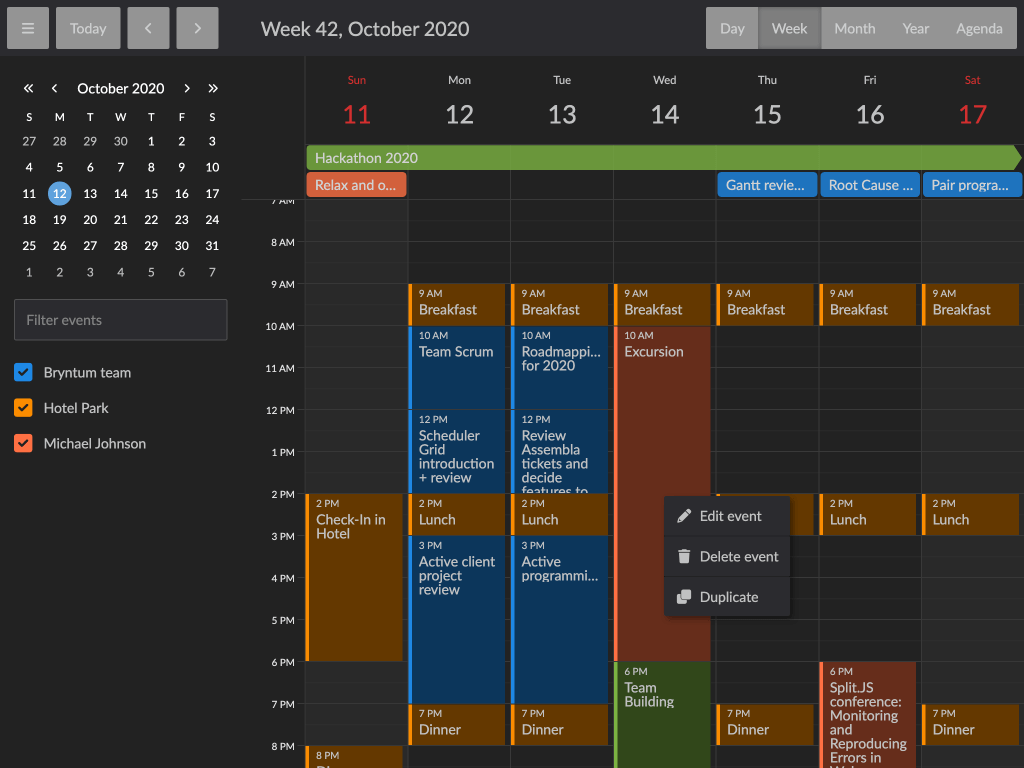 Today
Week 42, October 2020
Day Week Month Year Agenda
October 2020
S M T W T F S
27 28 29 30 1 2 3
4 5 6 7 8 9 10
11 12 13 14 15 16 17
18 19 20 21 22 23 24
25 26 27 28 29 30 31
1 2 3 4 5 6 7
Filter events
Bryntum team
Hotel Park
Michael Johnson
Sun Mon Tue Wed Thu Fri Sat
11 12 13 14 15 16 17
Hackathon 2020
Relax and o...
Gantt revie...
Root Cause ...
Pair progra...
7 AM
8 AM
9 AM
10 AM
11 AM
12 PM
1 PM
2 PM
3 PM
4 PM
5 PM
6 PM
7 PM
8 PM
2 PM
Check-In in
Hotel
8 PM
9 AM
Breakfast
10 AM
Team Scrum
12 PM
Scheduler
Grid
introduction
+ review
2 PM
Lunch
3 PM
Active client
project
review
7 PM
Dinner
9 AM
Breakfast
10 AM
Roadmappi...
for 2020
12 PM
Review
Assembla
tickets and
decide
features to
2 PM
Lunch
3 PM
Active
programmi...
7 PM
Dinner
9 AM
Breakfast
10 AM
Excursion
6 PM
Team
Building
9 AM
Breakfast
7 PM
Dinner
9 AM
Breakfast
2 PM
Lunch
6 PM
Split.JS
conference:
Monitoring
and
Reproducing
Errors in
9 AM
Breakfast
2 PM
Lunch
7 PM
Dinner
Edit event
Delete event
Duplicate